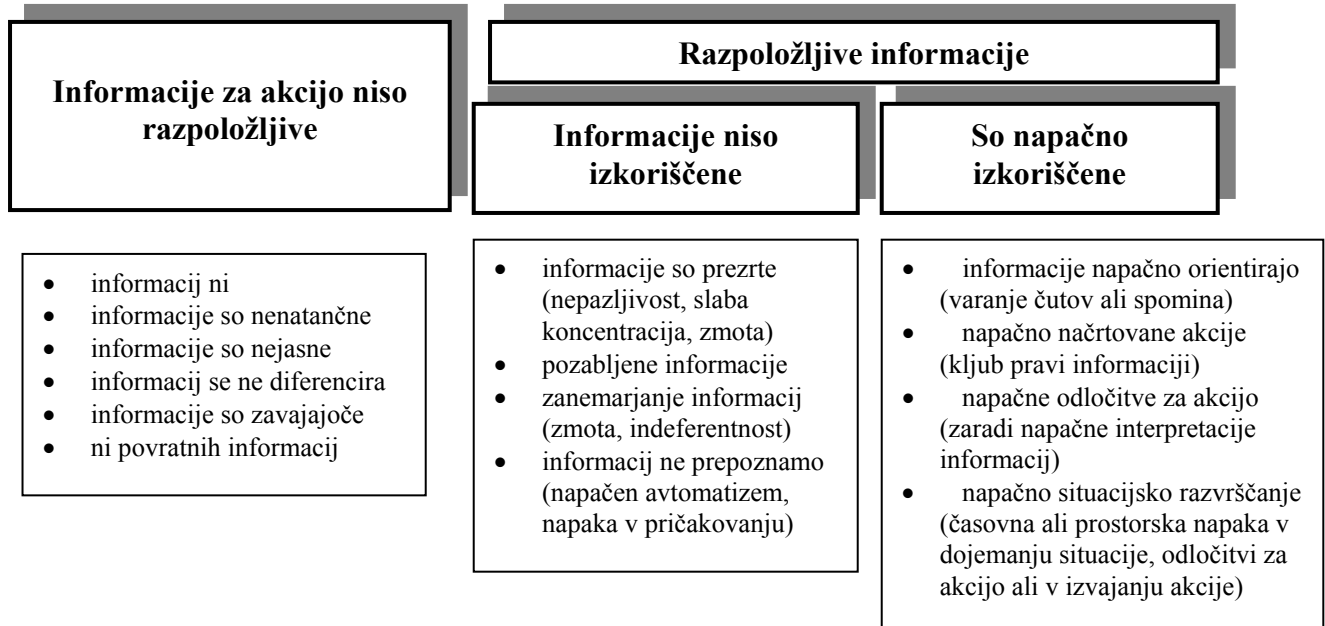 Informacije za akcijo niso
razpoložljive
Razpoložljive informacije
Informacije niso
izkoriščene
So napačno
izkoriščene
• informacij ni
• informacije so nenatančne
• informacije so nejasne
• informacij se ne diferencira
• informacije so zavajajoče
• ni povratnih informacij
• informacije so prezrte
(nepazljivost, slaba
koncentracija, zmota)
• pozabljene informacije
• zanemarjanje informacij
(zmota, indeferentnost)
• informacij ne prepoznamo
(napačen avtomatizem,
napaka v pričakovanju)
• informacije napačno orientirajo
(varanje čutov ali spomina)
• napačno načrtovane akcije
(kljub pravi informaciji)
• napačne odločitve za akcijo
(zaradi napačne interpretacije
informacij)
• napačno situacijsko razvrščanje
(časovna ali prostorska napaka v
dojemanju situacije, odločitvi za
akcijo ali v izvajanju akcije)